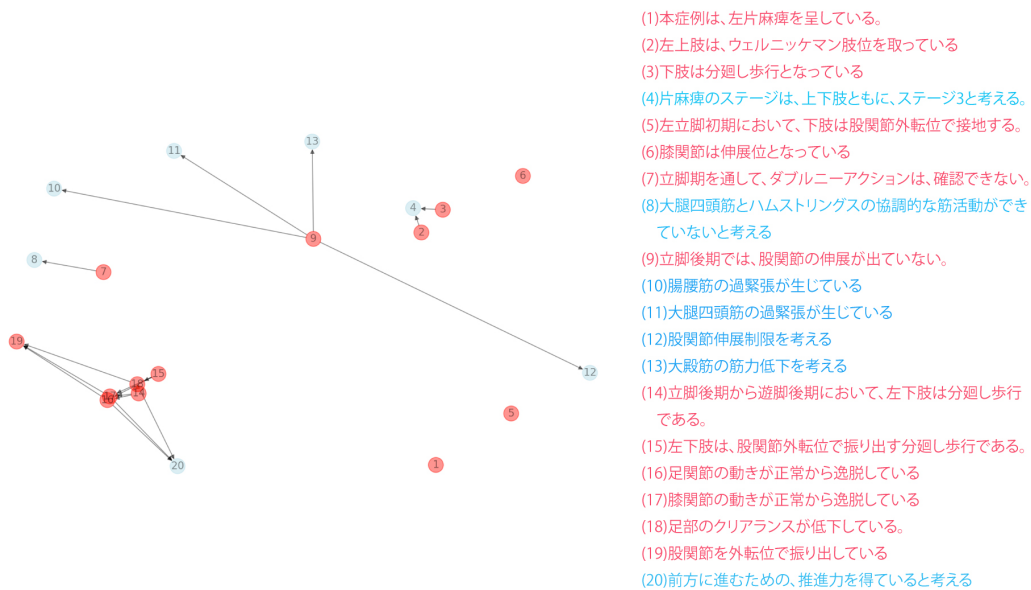 (1)本症例は、左片麻痺を呈している。
(2)左上肢は、ウェルニッケマン肢位を取っている
(3)下肢は分廻し歩行となっている
(4)片麻痺のステージは、上下肢ともに、ステージ3と考える。
(5)左立脚初期において、下肢は股関節外転位で接地する。
(6)膝関節は伸展位となっている
(7)立脚期を通して、ダブルニーアクションは、確認できない。
(8)大腿四頭筋とハムストリングスの協調的な筋活動ができ
ていないと考える
(9)立脚後期では、股関節の伸展が出ていない。
(10)腸腰筋の過緊張が生じている
(11)大腿四頭筋の過緊張が生じている
(12)股関節伸展制限を考える
(13)大殿筋の筋力低下を考える
(14)立脚後期から遊脚後期において、左下肢は分廻し歩行
である。
(15)左下肢は、股関節外転位で振り出す分廻し歩行である。
(16)足関節の動きが正常から逸脱している
(17)膝関節の動きが正常から逸脱している
(18)足部のクリアランスが低下している。
(19)股関節を外転位で振り出している
(20)前方に進むための、推進力を得ていると考える
13
11
6
10
4
3
2
9
8
7
19
15
14
12
5
20
1